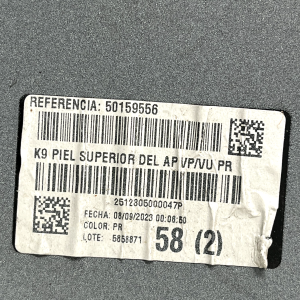 REFERENCIA: 50159556
K9 PIEL SUPERIOR DEL AP VP/VU PR
2512305000047P
FECHA: 08/09/2023 00:06:50
COLOR: PR
LOTE: 5858871
58 (2)